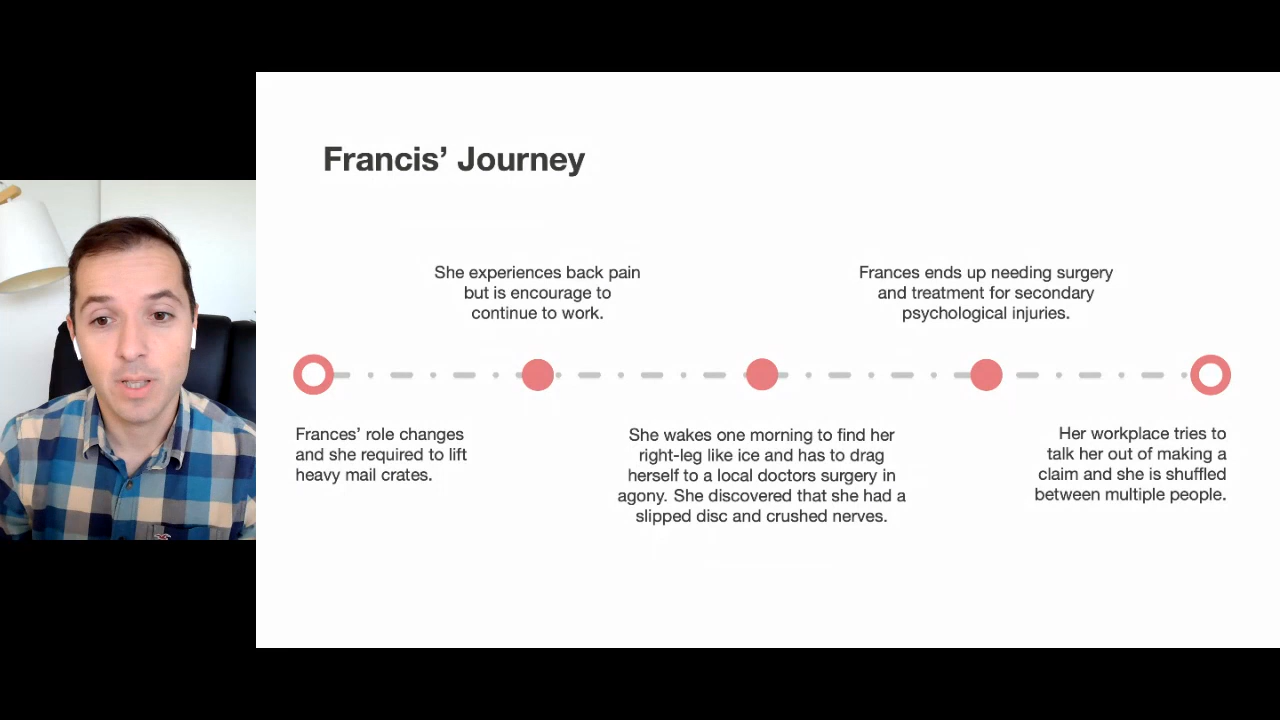 Francis’ Journey
She experiences back pain
but is encourage to
continue to work.
Frances ends up needing surgery
and treatment for secondary
psychological injuries.
Frances’ role changes
and she required to lift
heavy mail crates.
She wakes one morning to find her
right-leg like ice and has to drag
herself to a local doctors surgery in
agony. She discovered that she had a
slipped disc and crushed nerves.
Her workplace tries to
talk her out of making a
claim and she is shuffled
between multiple people.